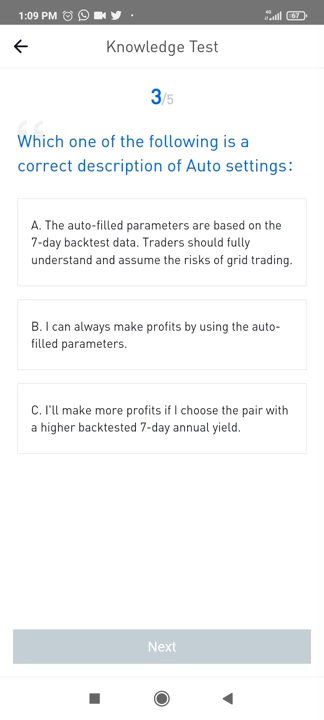 1:09 PM
4G
67
Knowledge Test
3/5
Which one of the following is a
correct description of Auto settings:
A. The auto-filled parameters are based on the
7-day backtest data. Traders should fully
understand and assume the risks of grid trading.
B. I can always make profits by using the auto-
filled parameters.
C. I'll make more profits if I choose the pair with
a higher backtested 7-day annual yield.
Next